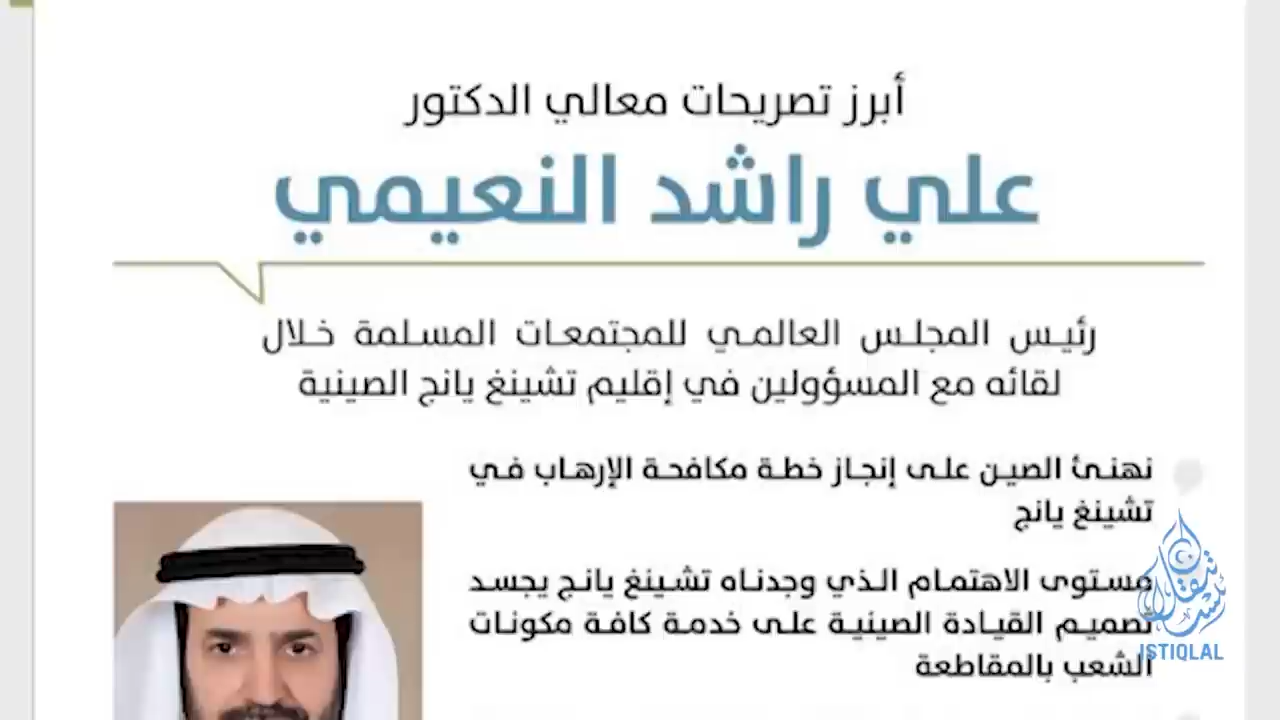 أبرز تصريحات معالي الدكتور
علي راشد النعيمي
رئيس المجلس العالمي للمجتمعات المسلمة خلال
لقائه مع المسؤولين في إقليم تشينغ يانج الصينية
نهنئ الصين على إنجاز خطة مكافحة الإرهاب في
تشينغ يانج
مستوى الاهتمام الذي وجدناه تشينغ يانج يجسد
تصميم القيادة الصينية على خدمة كافة مكونات
الشعب بالمقاطعة
ISTIQLAL